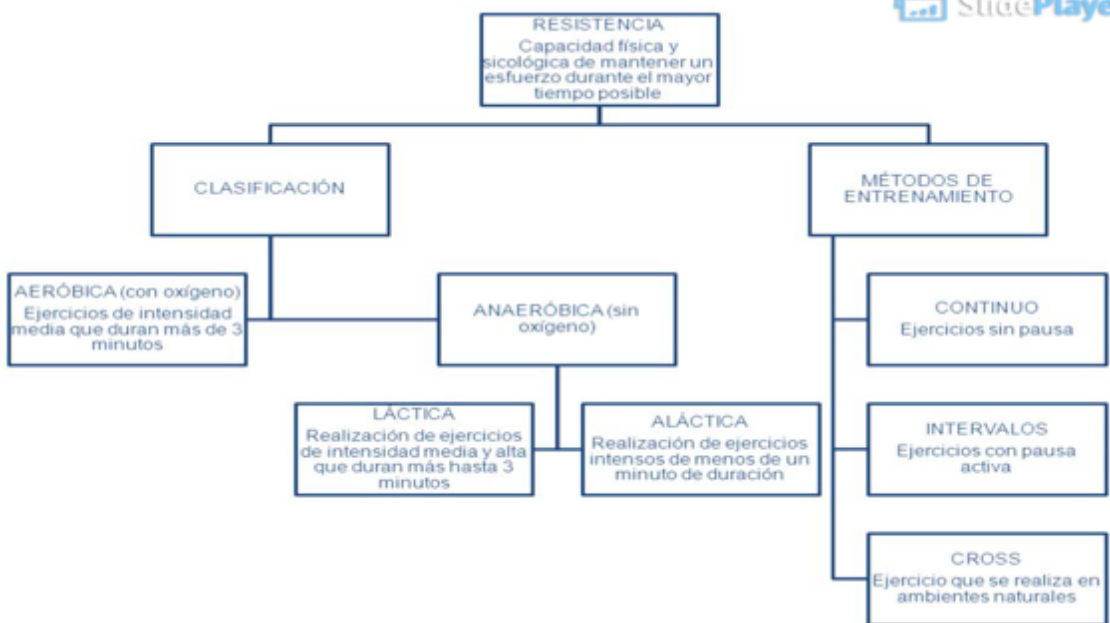 SlidePlaye
RESISTENCIA
Capacidad física y
sicológica de mantener un
esfuerzo durante el mayor
tiempo posible
CLASIFICACIÓN
MÉTODOS DE
ENTRENAMIENTO
AERÓBICA (con oxígeno)
Ejercicios de intensidad
media que duran más de 3
minutos
ANAERÓBICA (sin
oxígeno)
LÁCTICA
Realización de ejercicios
de intensidad media y alta
que duran más hasta 3
minutos
ALÁCTICA
Realización de ejercicios
intensos de menos de un
minuto de duración
CONTINUO
Ejercicios sin pausa
INTERVALOS
Ejercicios con pausa
activa
CROSS
Ejercicio que se realiza en
ambientes naturales